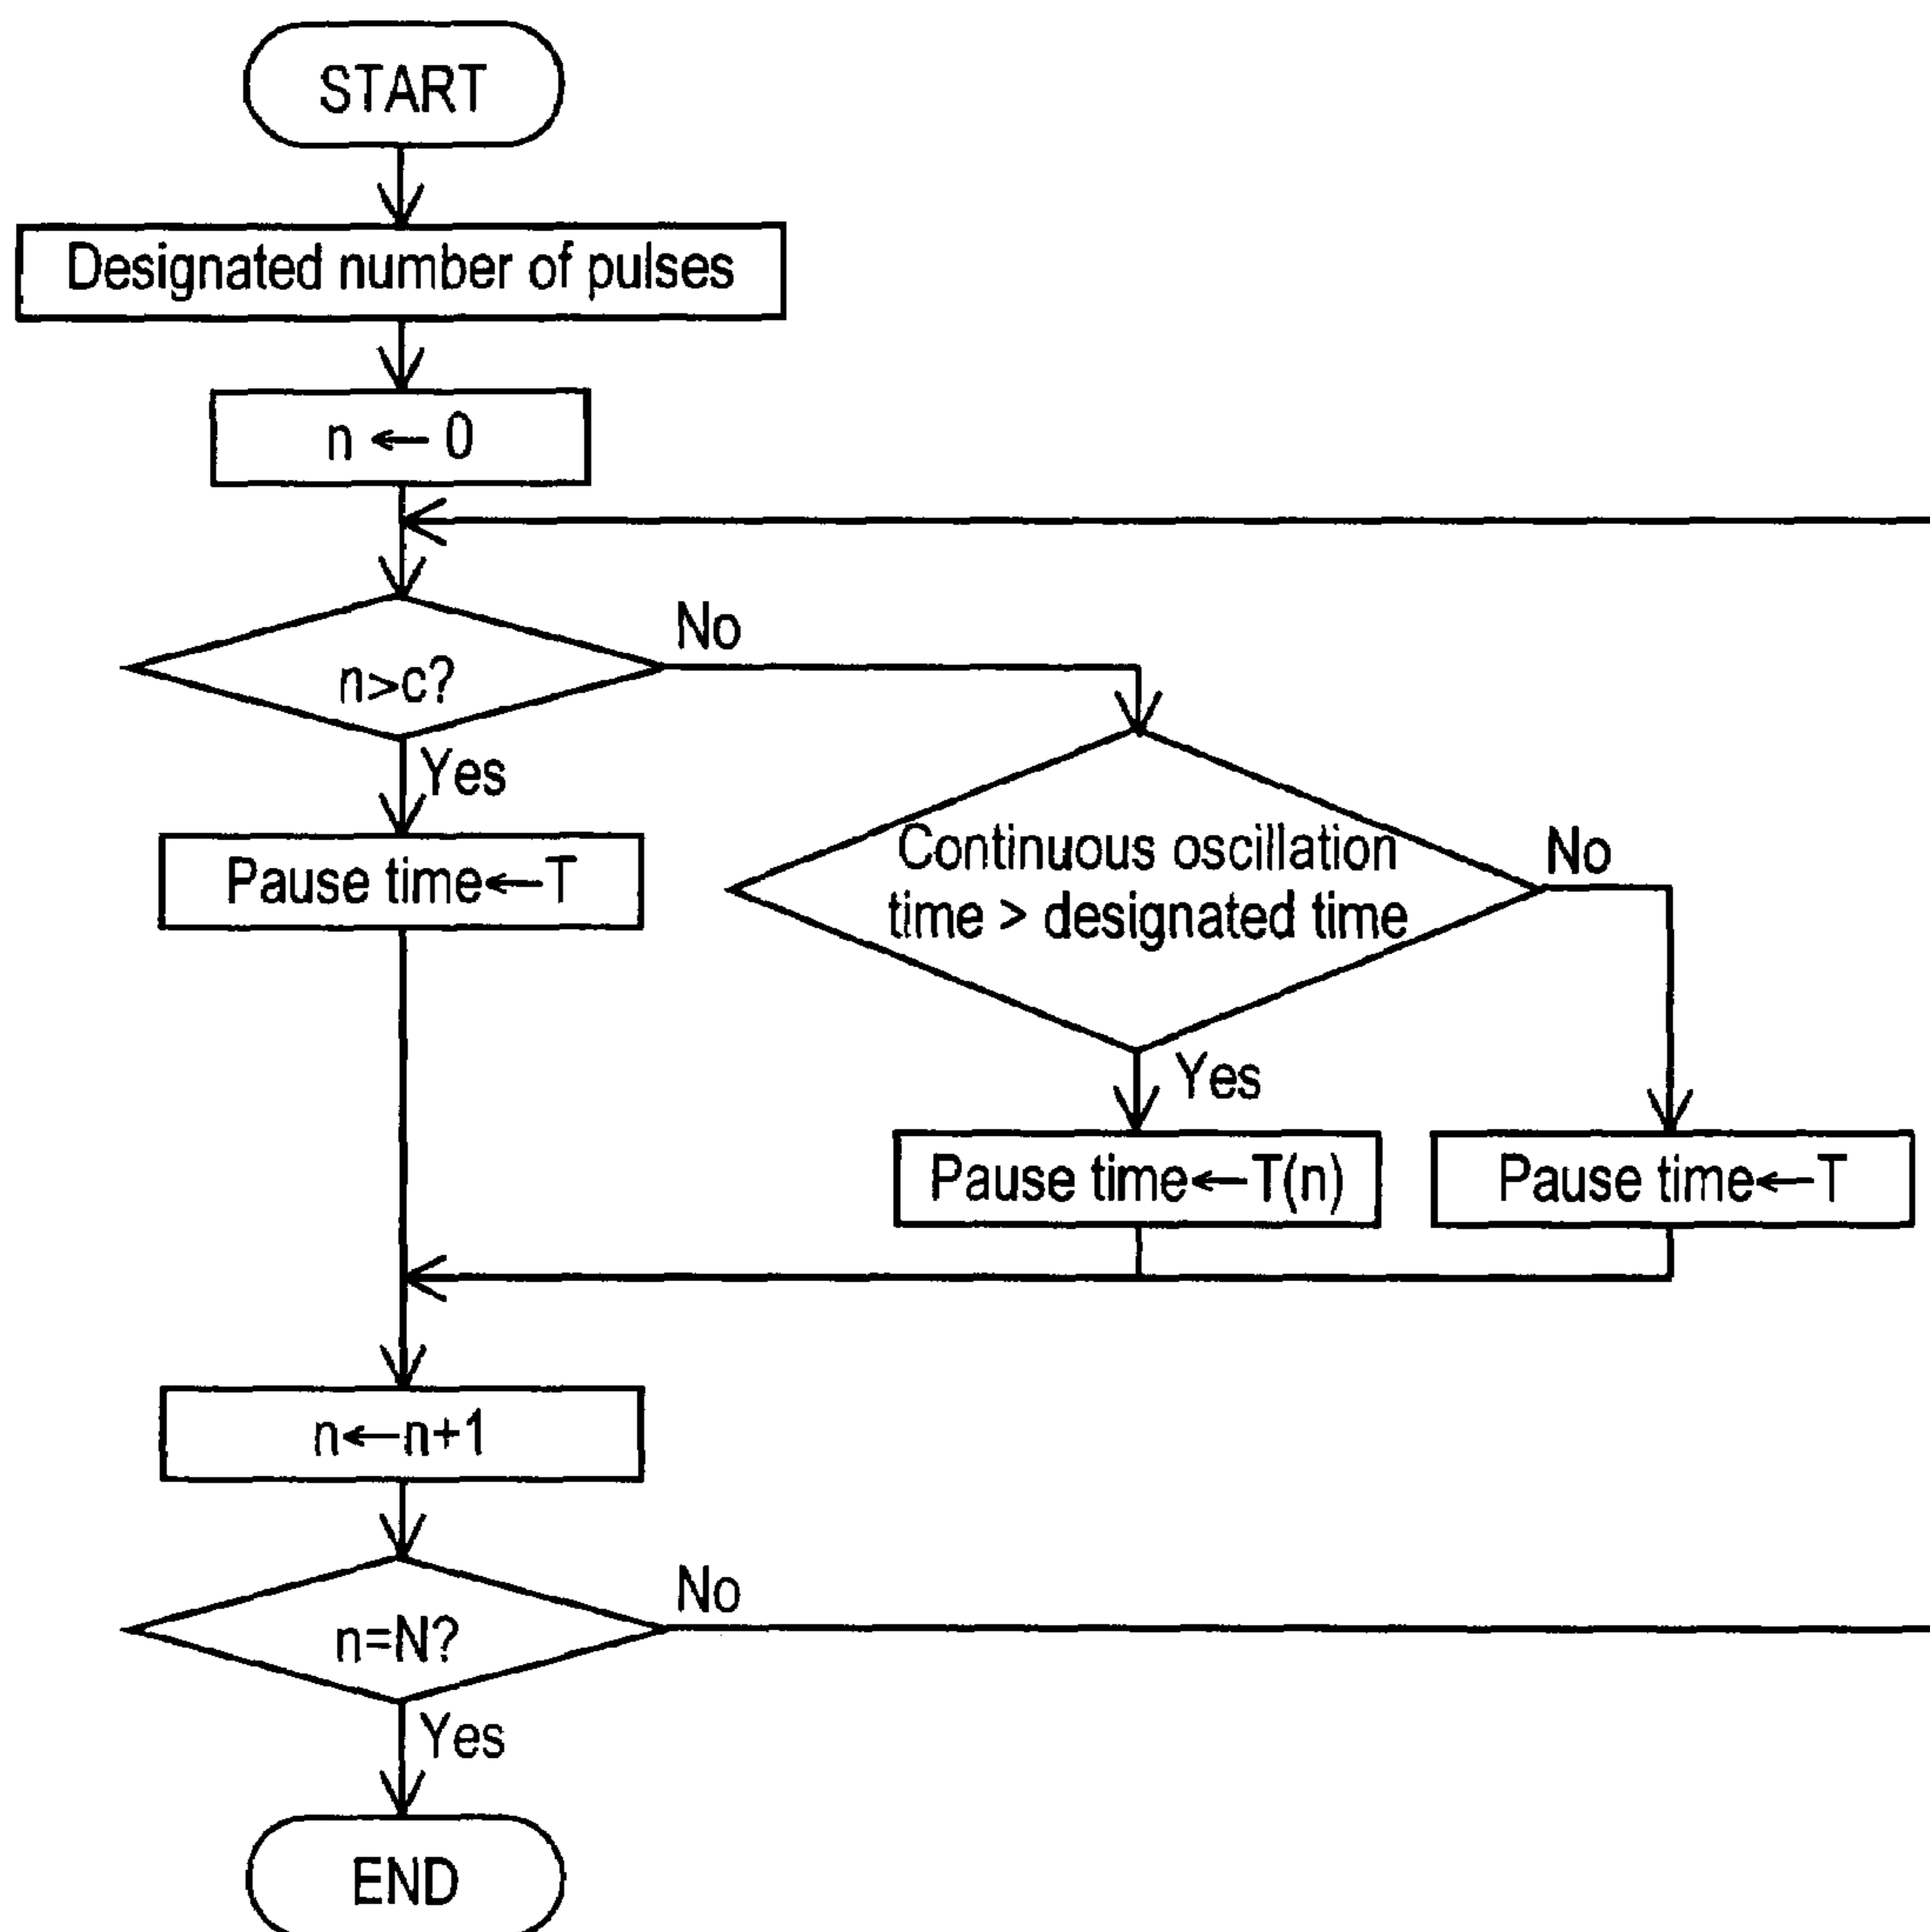 START
Designated number of pulses
n ← 0
n>c?
No
Yes
Pause time←T
Continuous oscillation
time > designated time
No
Yes
Pause time←T(n)
Pause time←T
n←n+1
n=N?
No
Yes
END